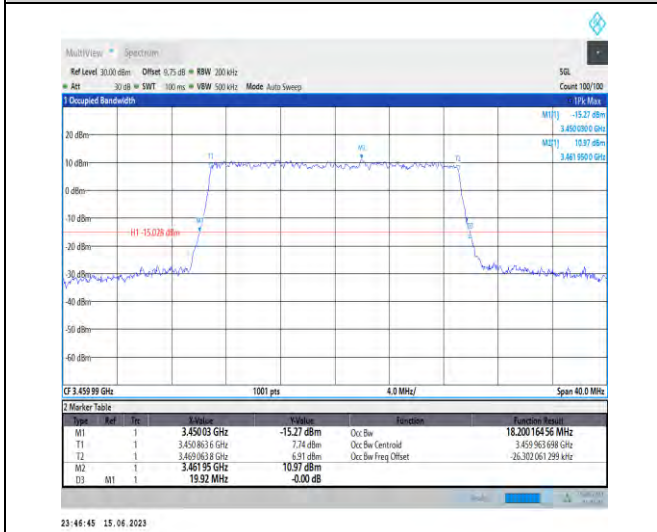 MultiView Spectrum
Ref Level 30.00 dBm Offset 0.75 dB RBW 200 kHz SGL
Att 30 dB SWT 100 ms VBW 500 kHz Mode Auto Sweep Count 100/100
1 Occupied Bandwidth 1Pk Max
M1[1] -15.27 dBm
3.450 030 0 GHz
M2[1] 10.97 dBm
3.461 950 0 GHz
20 dBm
T1 M2 T2
10 dBm
0 dBm
-10 dBm
H1 -15.028 dBm
-30 dBm
-40 dBm
-50 dBm
-60 dBm
CF 3.459 99 GHz 1001 pts 4.0 MHz/ Span 40.0 MHz
2 Marker Table
Type Ref Trc X-Value Y-Value Function Function Result
M1 1 3.450 03 GHz -15.27 dBm Occ Bw 18.200 164 56 MHz
T1 1 3.450 863 6 GHz 7.74 dBm Occ Bw Centroid 3.459 963 698 GHz
T2 1 3.469 063 8 GHz 6.91 dBm Occ Bw Freq Offset -26.302 061 299 kHz
M2 1 3.461 95 GHz 10.97 dBm
D3 M1 1 19.92 MHz -0.00 dB
23:46:45 15.06.2023